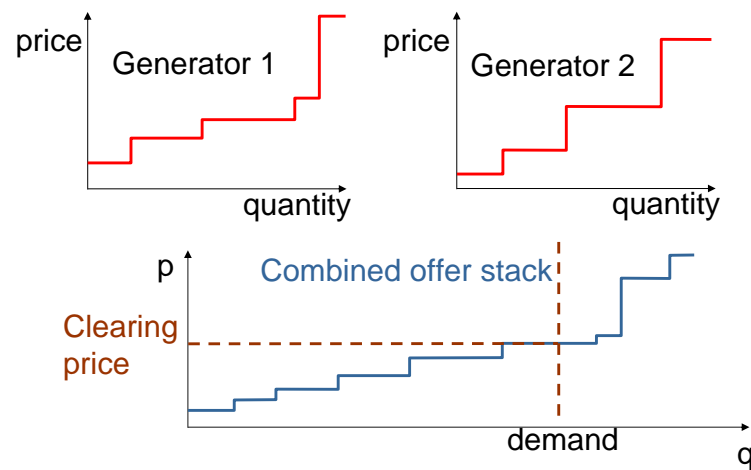 price
Generator 1
quantity
price
Generator 2
quantity
p
Combined offer stack
Clearing
price
demand
q